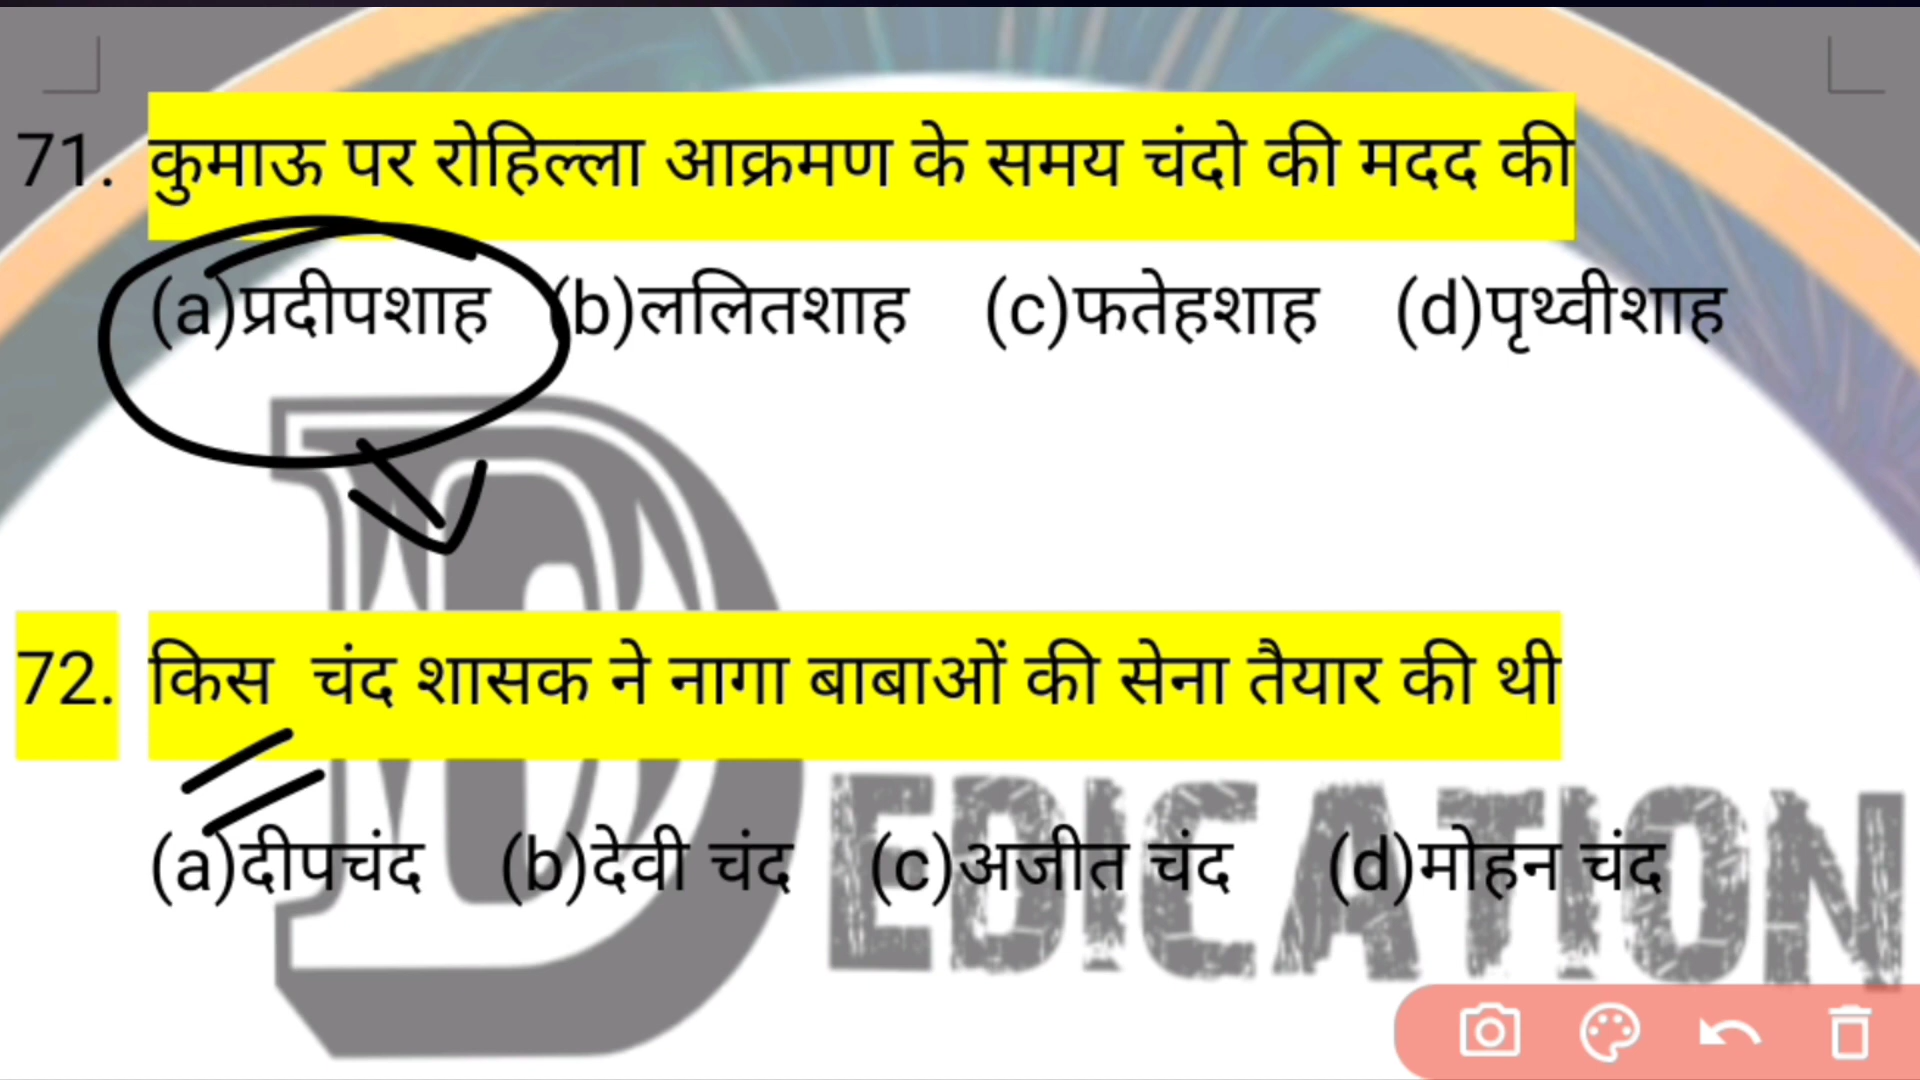 71. कुमाऊ पर रोहिल्ला आक्रमण के समय चंदो की मदद की
(a)प्रदीपशाह (b)ललितशाह (c)फतेहशाह (d)पृथ्वीशाह
72. किस चंद शासक ने नागा बाबाओं की सेना तैयार की थी
(a)दीपचंद (b)देवी चंद (c)अजीत चंद (d)मोहन चंद
DEDICATION